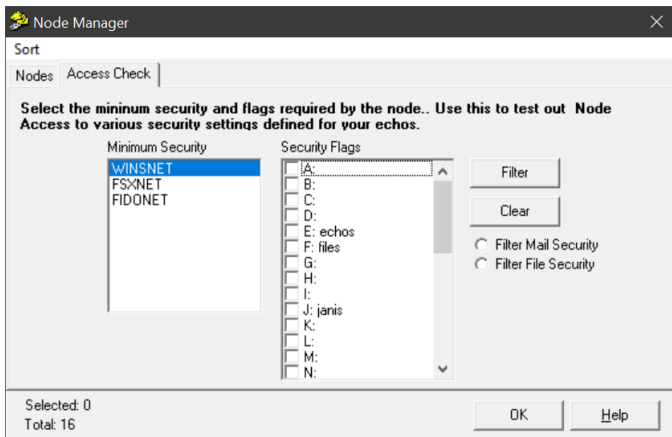 Node Manager
Sort
Nodes
Access Check
Select the minimum security and flags required by the node.. Use this to test out Node
Access to various security settings defined for your echos.
Minimum Security
WINSNET
FSXNET
FIDONET
Security Flags
A:
B:
C:
D:
E: echos
F: files
G:
H:
I:
J: janis
K:
L:
M:
N:
Filter
Clear
Filter Mail Security
Filter File Security
Selected: 0
Total: 16
OK
Help